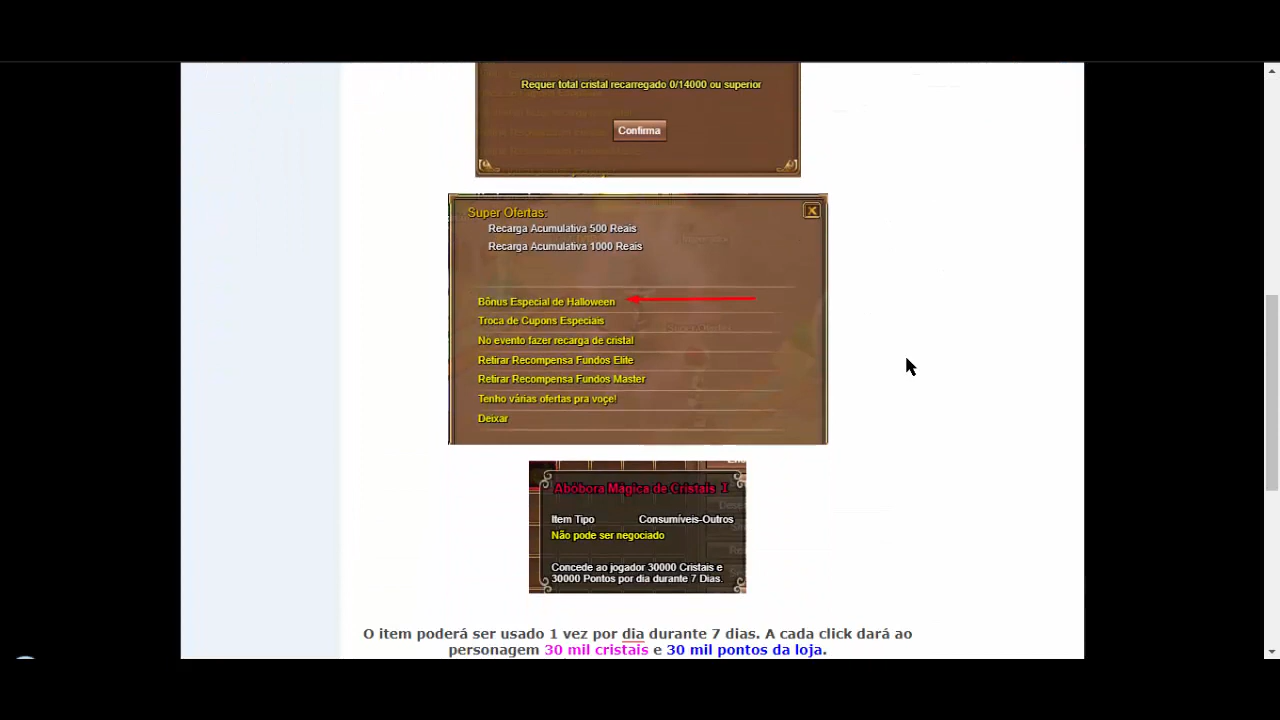 Requer total cristal recarregado 0/14000 ou superior
Confirma
Super Ofertas:
Recarga Acumulativa 500 Reais
Recarga Acumulativa 1000 Reais
Bônus Especial de Halloween
Troca de Cupons Especiais
No evento fazer recarga de cristal
Retirar Recompensa Fundos Elite
Retirar Recompensa Fundos Master
Tenho várias ofertas pra voçe!
Deixar
Abóbora Mágica de Cristais I
Item Tipo Consumíveis-Outros
Não pode ser negociado
Concede ao jogador 30000 Cristais e
30000 Pontos por dia durante 7 Dias.
O item poderá ser usado 1 vez por dia durante 7 dias. A cada click dará ao
personagem 30 mil cristais e 30 mil pontos da loja.